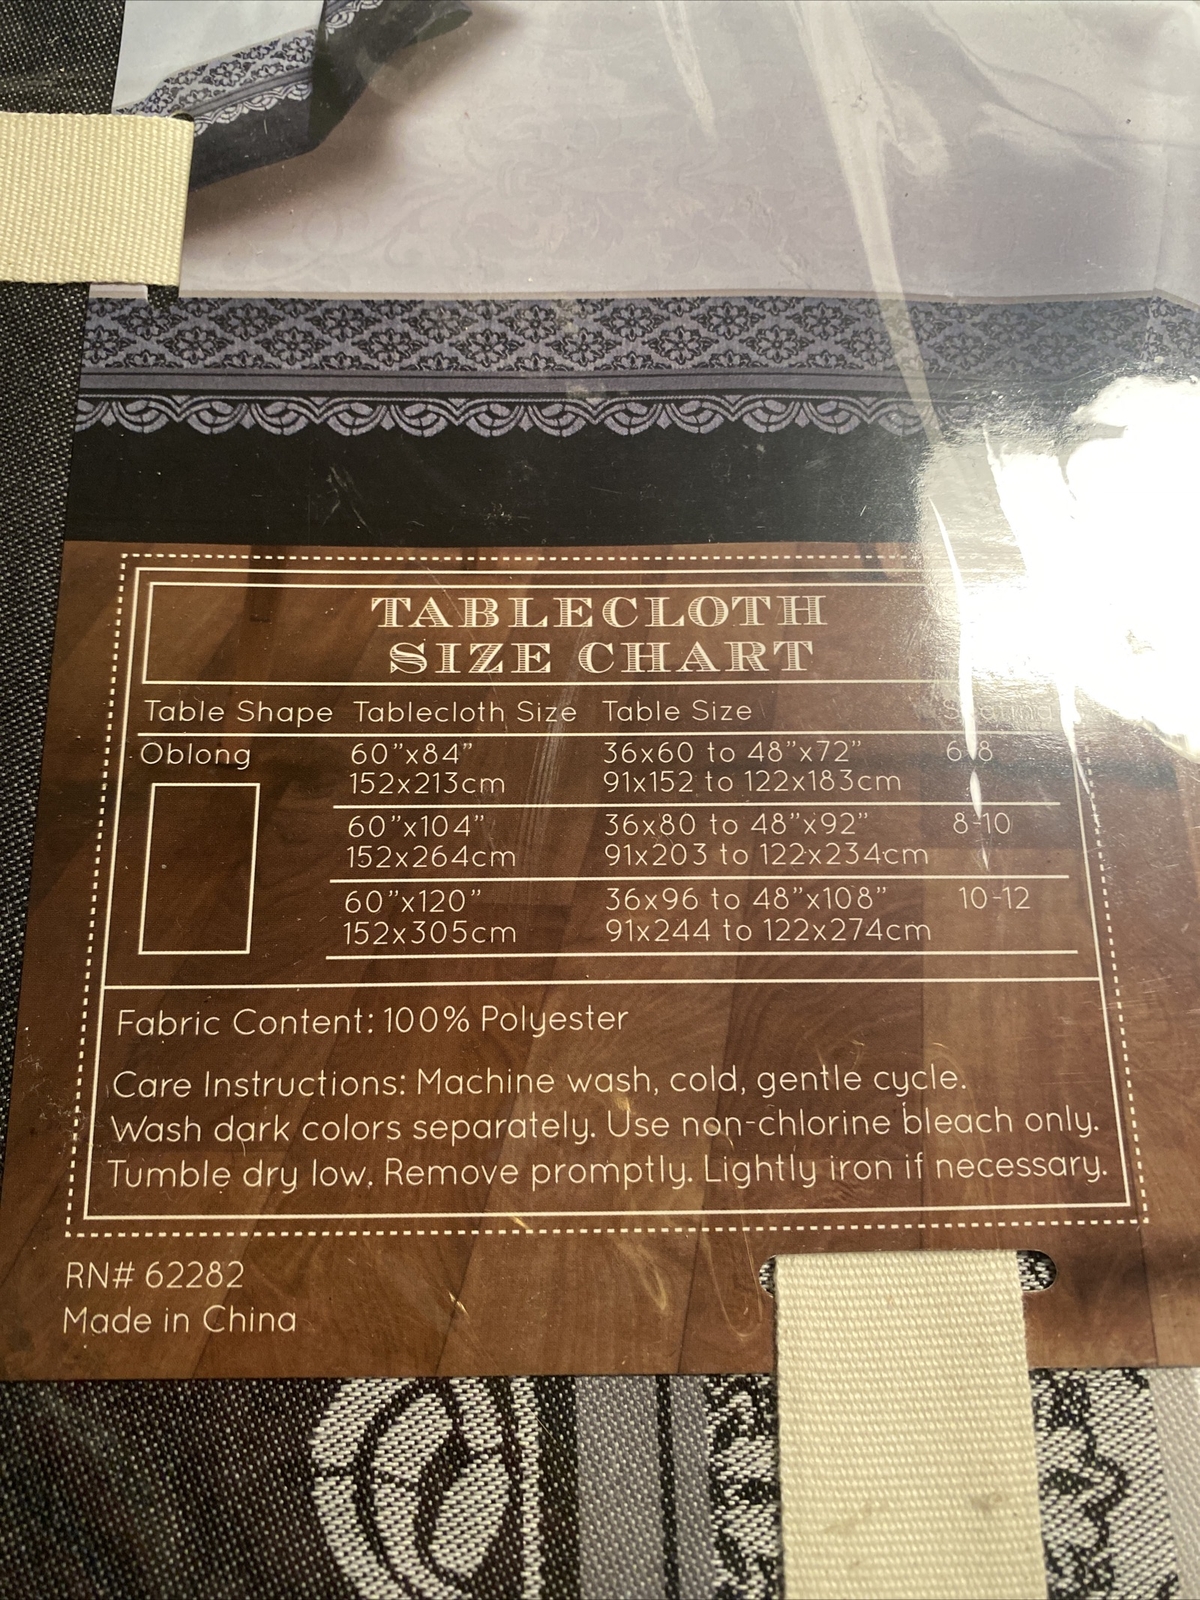 TABLECLOTH
SIZE CHART
Table Shape Tablecloth Size Table Size Seating
Oblong 60”x84” 36x60 to 48”x72” 6-8
152x213cm 91x152 to 122x183cm
60”x104” 36x80 to 48”x92” 8-10
152x264cm 91x203 to 122x234cm
60”x120” 36x96 to 48”x108” 10-12
152x305cm 91x244 to 122x274cm
Fabric Content: 100% Polyester
Care Instructions: Machine wash, cold, gentle cycle.
Wash dark colors separately. Use non-chlorine bleach only.
Tumble dry low. Remove promptly. Lightly iron if necessary.
RN# 62282
Made in China